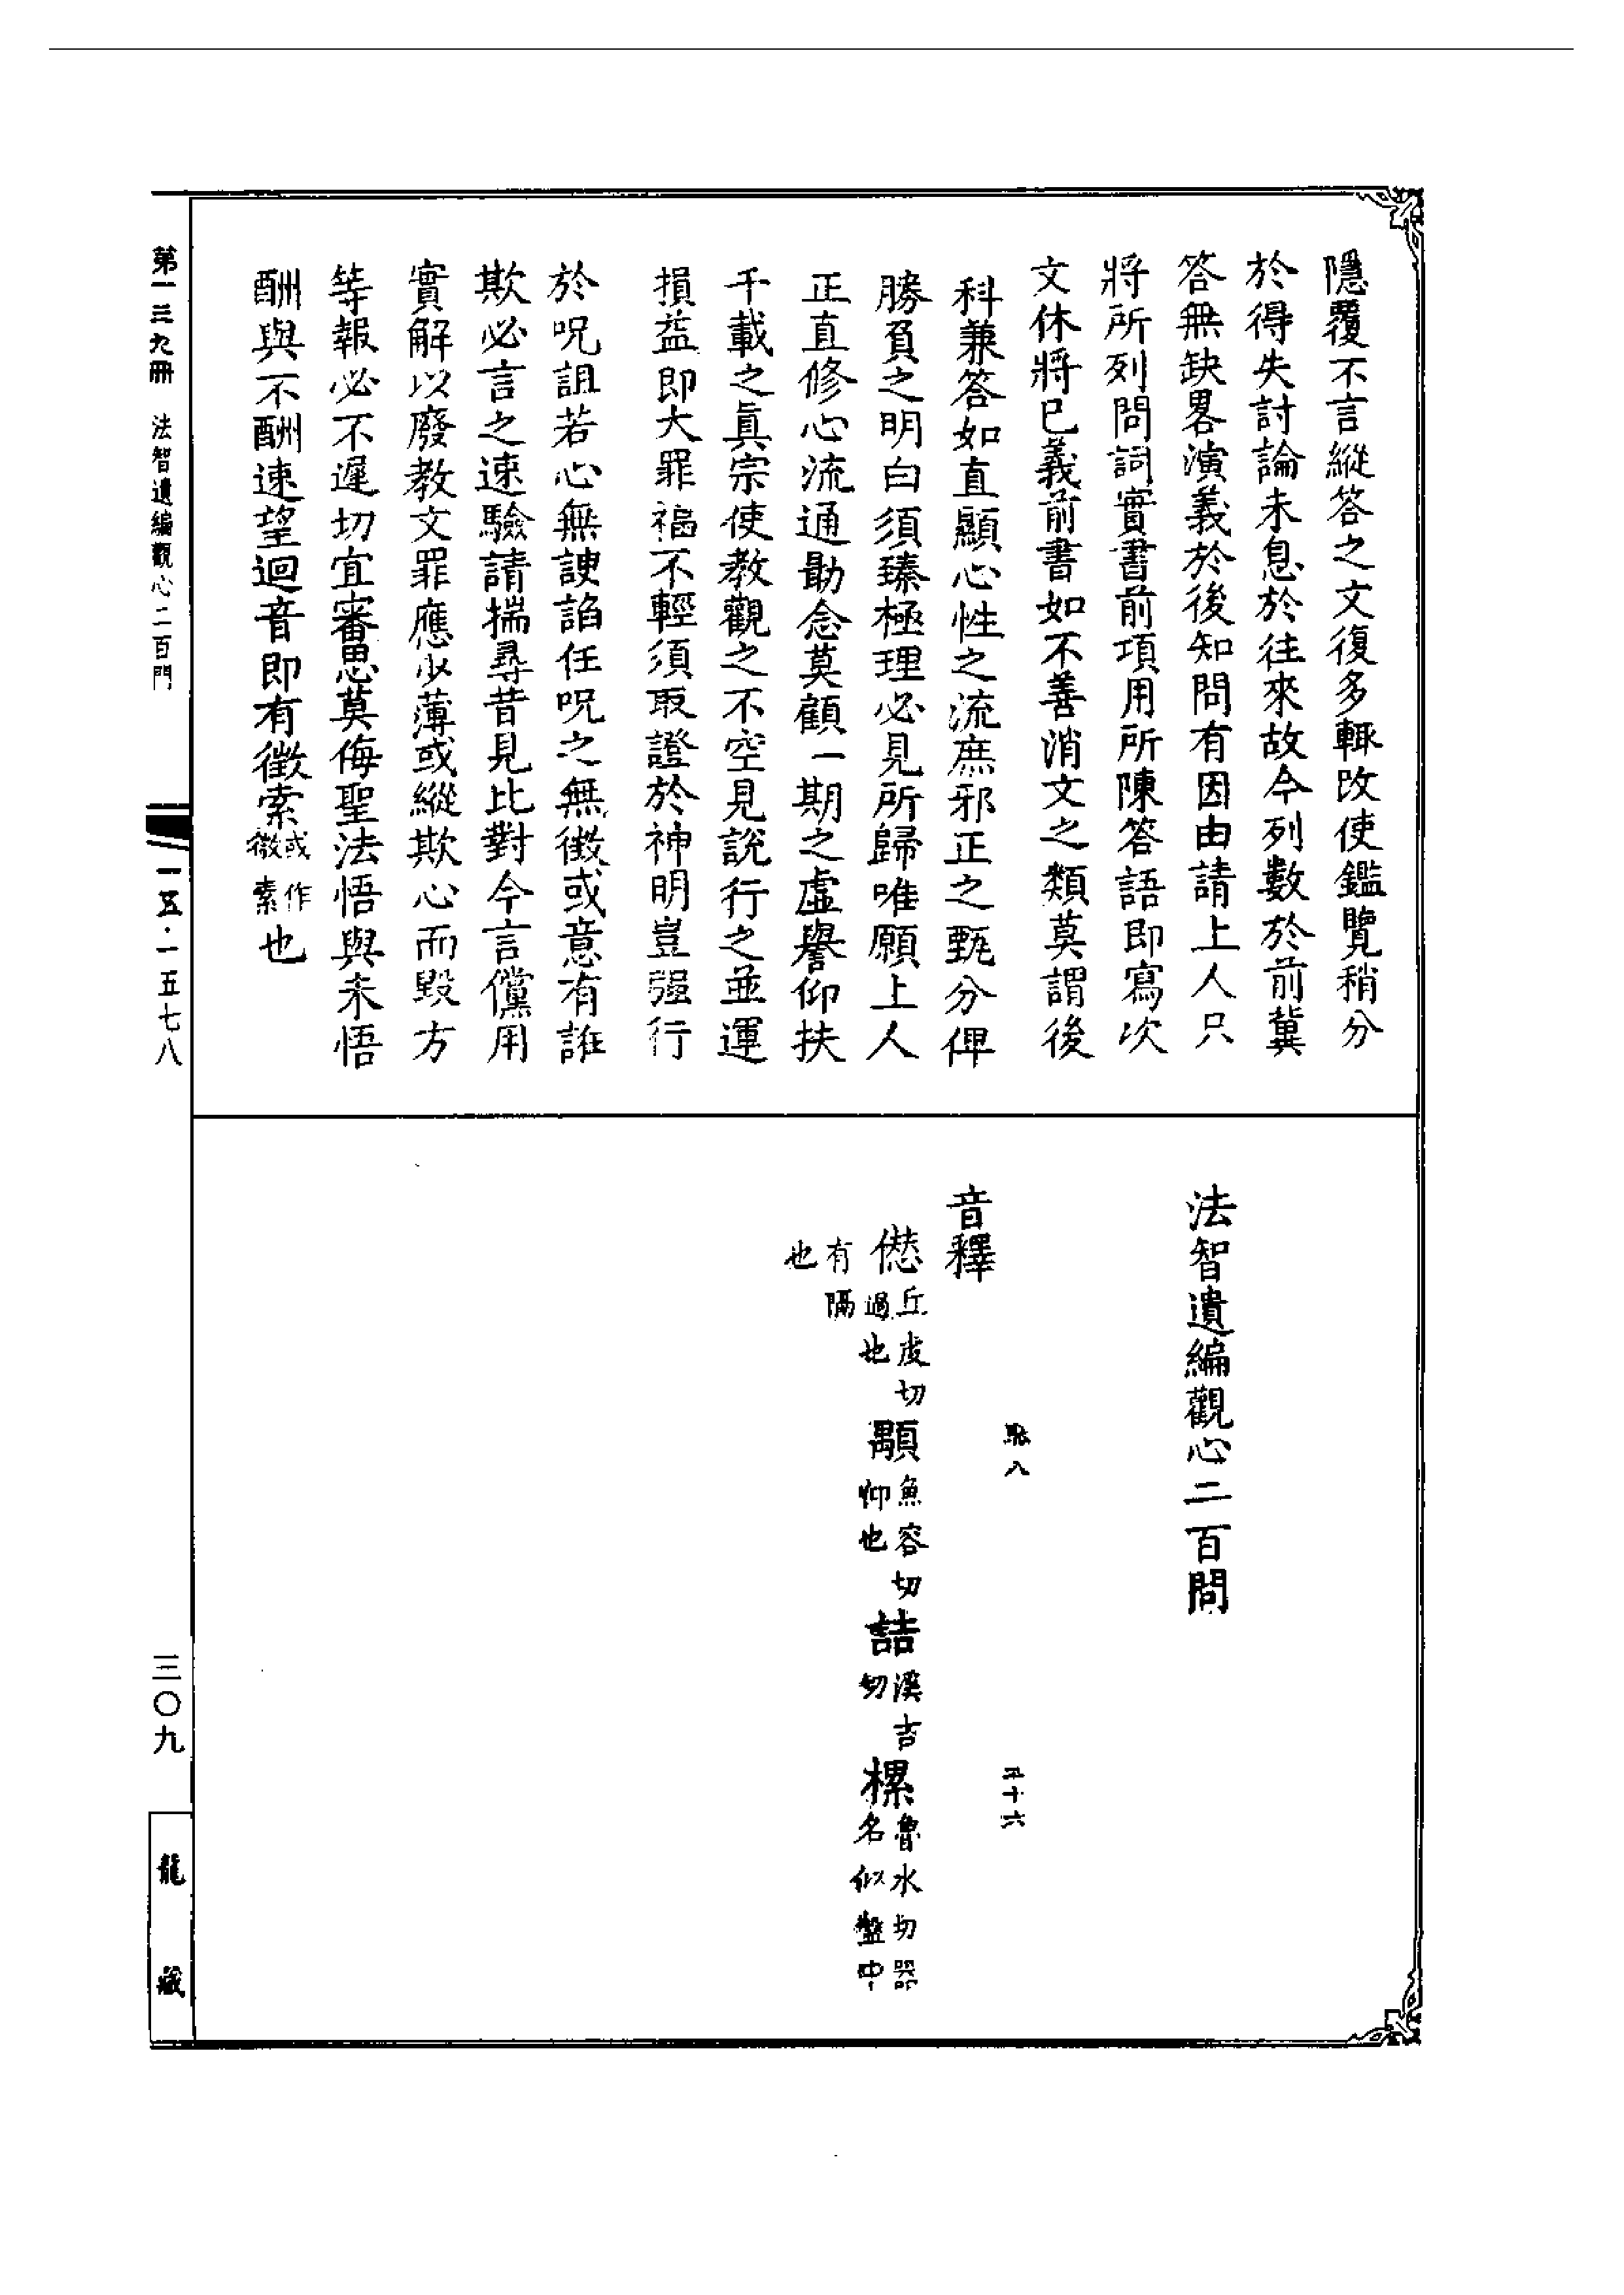 隱覆不言縱答之文復多輙改使鑑覽稍分
於得失討論未息於往來故今列數於前冀
答無缺畧演義於後知問有因由請上人只
將所列問詞實書前項用所陳答語即寫次
文休將已義前書如不善消文之類莫謂後
科兼答如直顯心性之流庶邪正之甄分俾
勝負之明白須臻極理必見所歸唯願上人
正直修心流通勛念莫顧一期之虛譽仰扶
千載之真宗使教觀之不空見說行之並運
損益即大罪福不輕須取證於神明豈強行
於呪詛若心無諛諂任呪之無徵或意有誑
欺必言之速驗請揣尋昔見比對今言儻用
實解以廢教文罪應少薄或縱欺心而毀方
等報必不遲切宜審思莫侮聖法悟與未悟
酬與不酬速望迴音即有徵索或作徵素也
法智遺編觀心二百問
八
十六
音釋
愆丘虔切過也顒魚容切仰也詰溪吉切樏魯水切器名似盤中
有隔也
第一三九冊 法智遺編觀心二百問
一五·一五七八
三〇九
龍藏